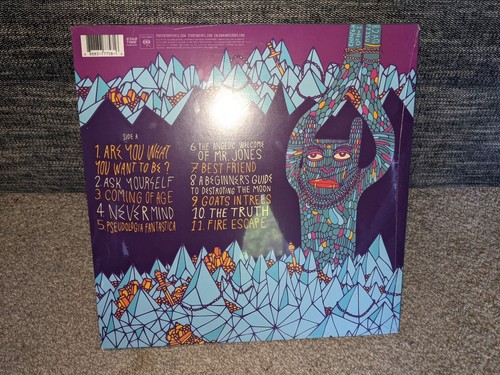 SIDE A
1. ARE YOU WHAT
YOU WANT TO BE?
2. ASK YOURSELF
3 COMING OF AGE
4 NEVERMIND
5 PSEUDOLOGIA FANTASTICA
6. THE ANGELIC WELCOME
OF MR. JONES
7 BEST FRIEND
8 A BEGINNER'S GUIDE
TO DESTROYING THE MOON
9 GOATS IN TREES
10. THE TRUTH
11. FIRE ESCAPE